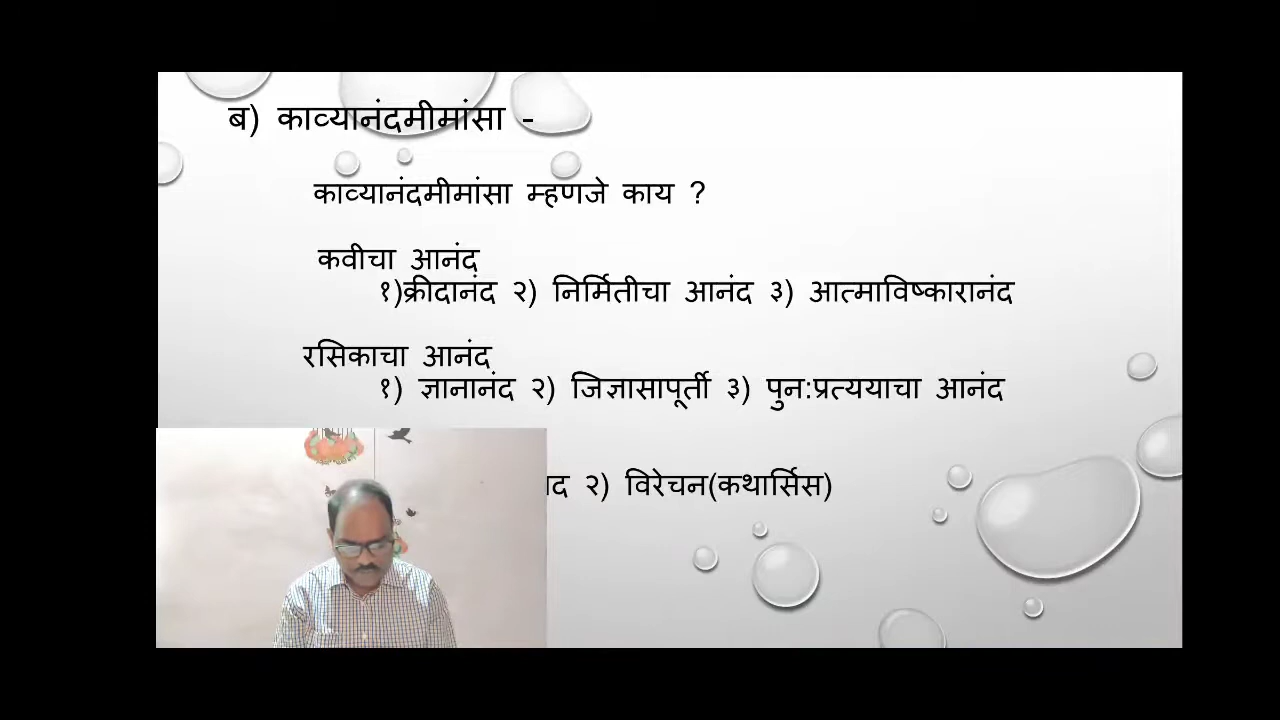 ब) काव्यानंदमीमांसा -
काव्यानंदमीमांसा म्हणजे काय ?
कवीचा आनंद
१)क्रीदानंद २) निर्मितीचा आनंद ३) आत्माविष्कारानंद
रसिकाचा आनंद
१) ज्ञानानंद २) जिज्ञासापूर्ती ३) पुन:प्रत्ययाचा आनंद
२) विरेचन(कथार्सिस)